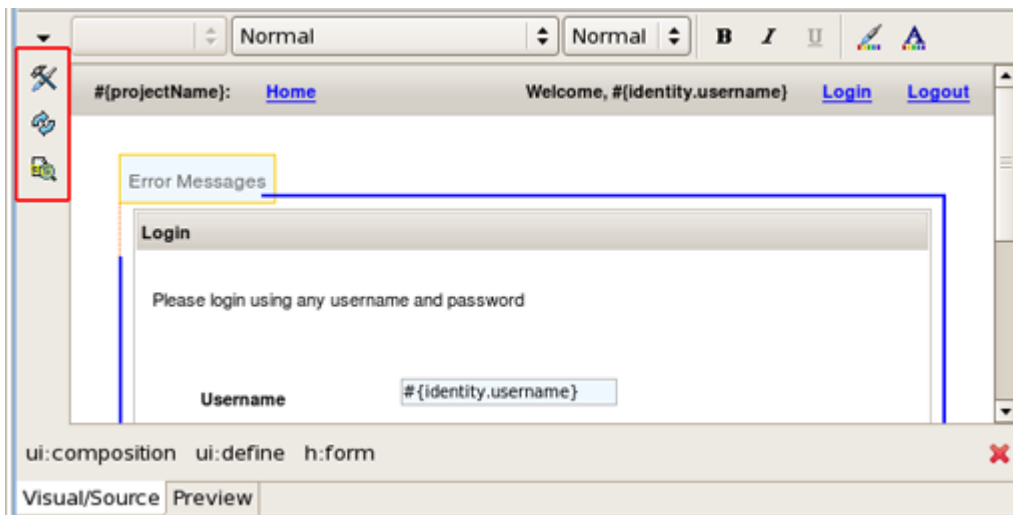 Normal Normal B I U A
#{projectName}: Home Welcome, #{identity.username} Login Logout
Error Messages
Login
Please login using any username and password
Username #{identity.username}
ui:composition ui:define h:form
Visual/Source Preview